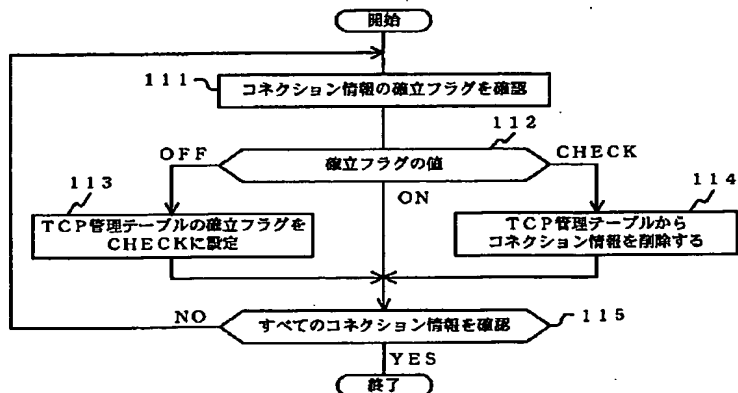 開始
111
コネクション情報の確立フラグを確認
112
OFF
確立フラグの値
CHECK
113
ON
114
TCP管理テーブルの確立フラグを
CHECKに設定
TCP管理テーブルから
コネクション情報を削除する
NO
すべてのコネクション情報を確認
115
YES
終了